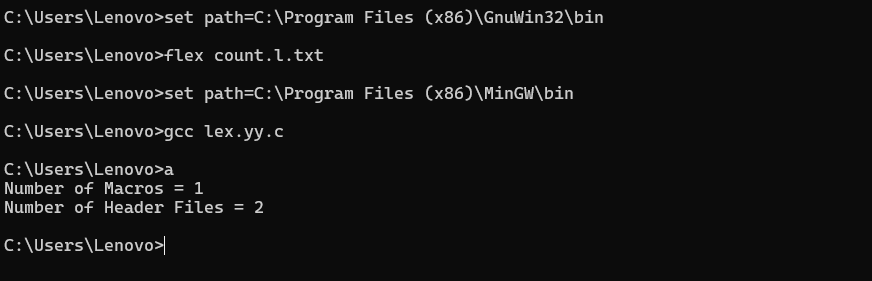 C:\Users\Lenovo>set path=C:\Program Files (x86)\GnuWin32\bin
C:\Users\Lenovo>flex count.l.txt
C:\Users\Lenovo>set path=C:\Program Files (x86)\MinGW\bin
C:\Users\Lenovo>gcc lex.yy.c
C:\Users\Lenovo>a
Number of Macros = 1
Number of Header Files = 2
C:\Users\Lenovo>